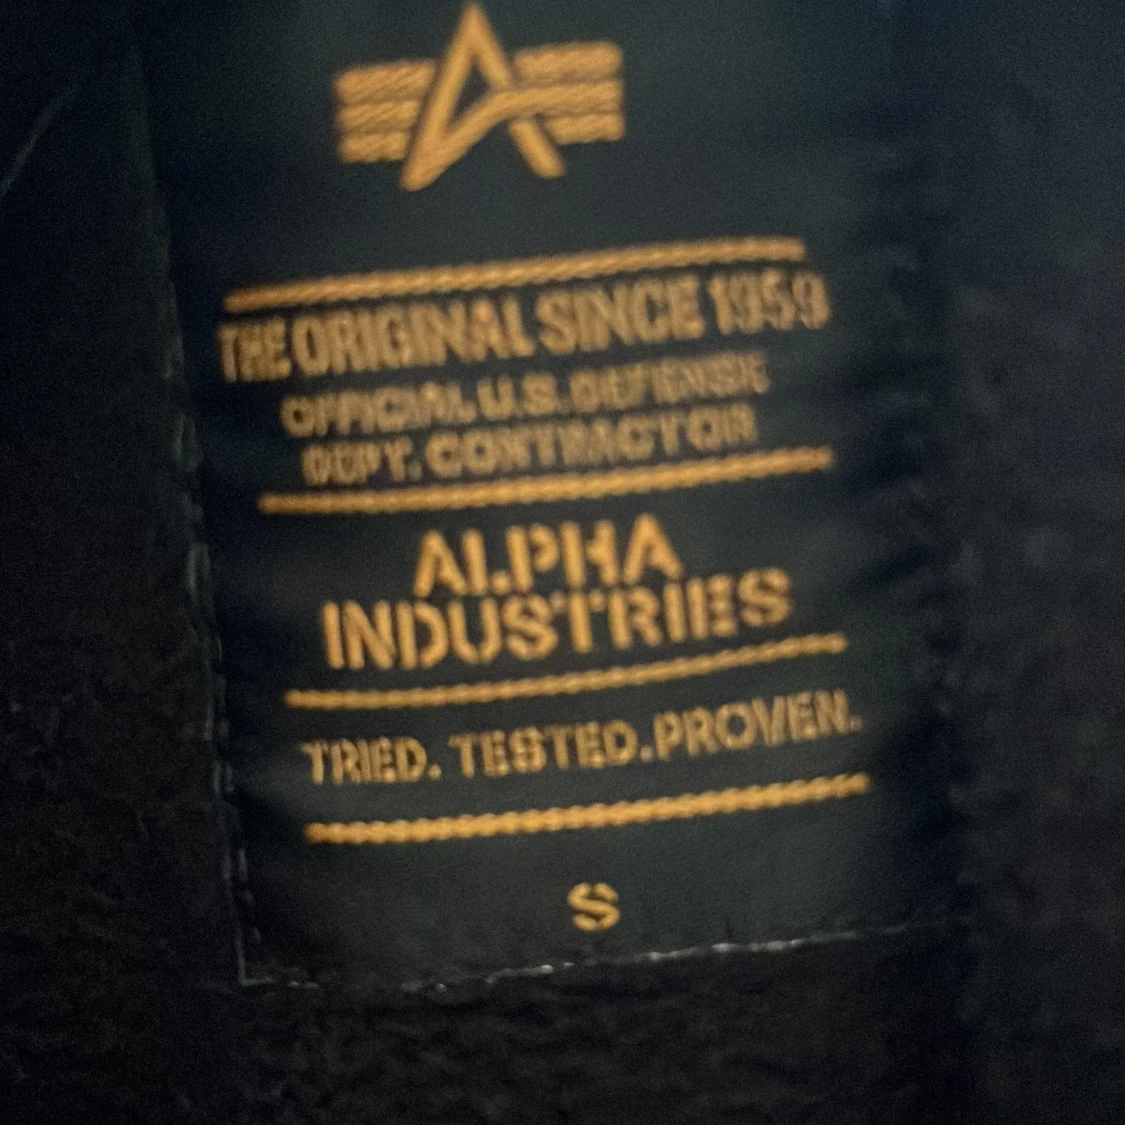 THE ORIGINAL SINCE 1959
OFFICIAL U.S. DEFENSE
DEPT. CONTRACTOR
ALPHA
INDUSTRIES
TRIED. TESTED.PROVEN.
S